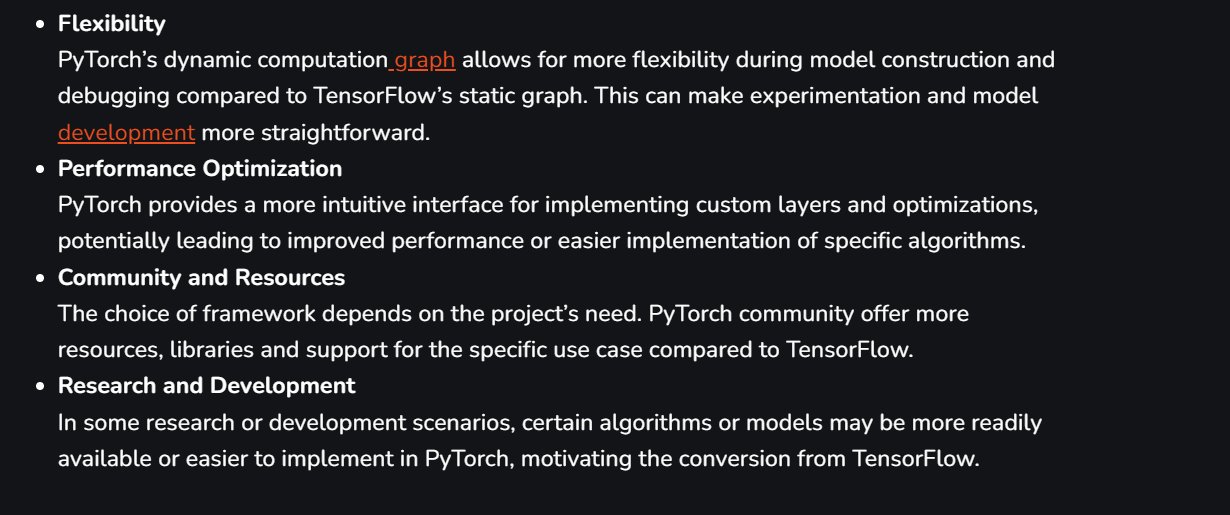 Flexibility
PyTorch’s dynamic computation graph allows for more flexibility during model construction and
debugging compared to TensorFlow’s static graph. This can make experimentation and model
development more straightforward.
Performance Optimization
PyTorch provides a more intuitive interface for implementing custom layers and optimizations,
potentially leading to improved performance or easier implementation of specific algorithms.
Community and Resources
The choice of framework depends on the project’s need. PyTorch community offer more
resources, libraries and support for the specific use case compared to TensorFlow.
Research and Development
In some research or development scenarios, certain algorithms or models may be more readily
available or easier to implement in PyTorch, motivating the conversion from TensorFlow.